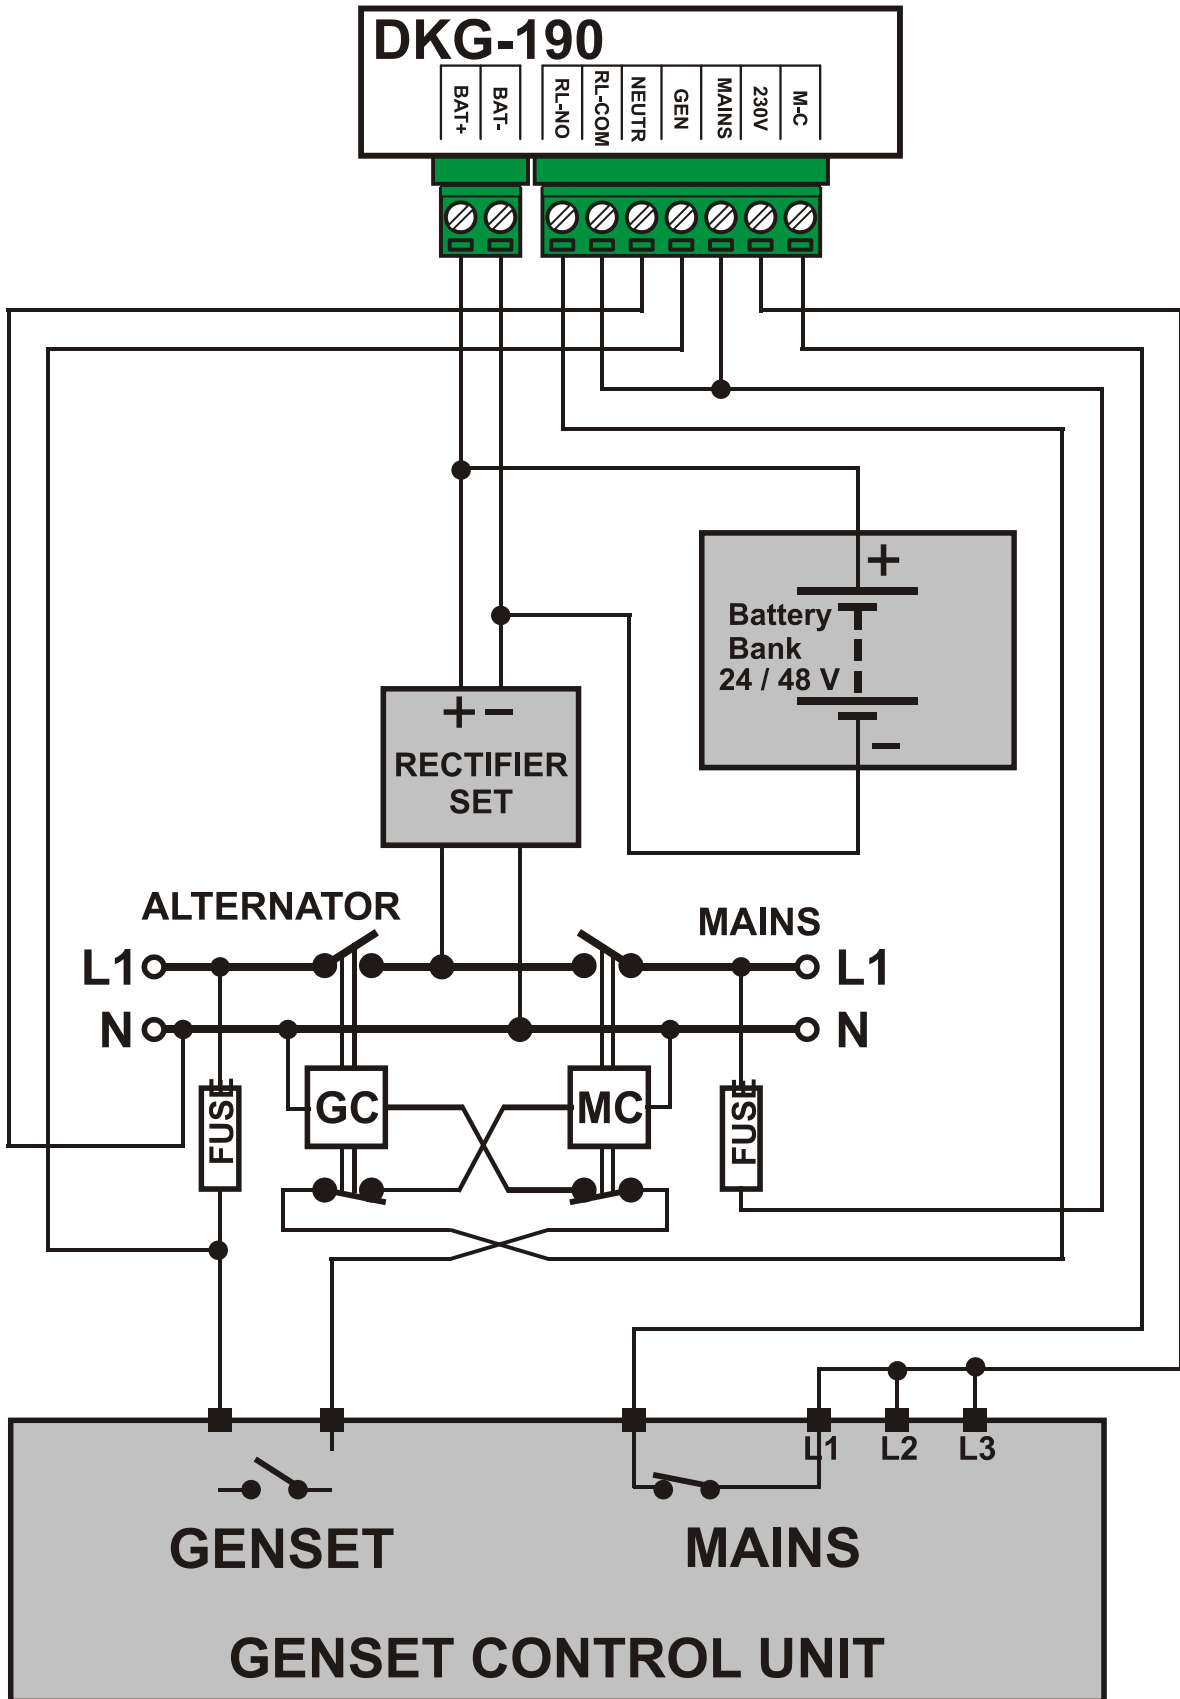 DKG-190
BAT+
BAT-
RL-NO
RL-COM
NEUTR
GEN
MAINS
230V
M-C
+
Battery
Bank
24 / 48 V
−
+ −
RECTIFIER
SET
ALTERNATOR
MAINS
L1
L1
N
N
FUSE
GC
MC
FUSE
L1
L2
L3
GENSET
MAINS
GENSET CONTROL UNIT